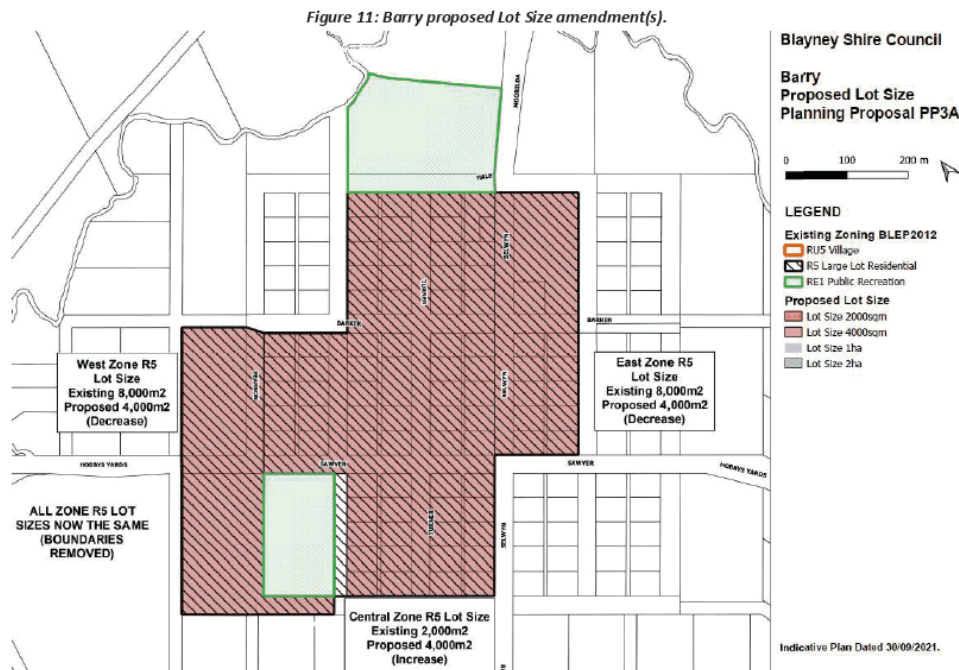 Figure 11: Barry proposed Lot Size amendment(s).
Blayney Shire Council
Barry
Proposed Lot Size
Planning Proposal PP3A
0 100 200 m
LEGEND
Existing Zoning BLEP2012
RU5 Village
R5 Large Lot Residential
RE1 Public Recreation
Proposed Lot Size
Lot Size 2000sqm
Lot Size 4000sqm
Lot Size 1ha
Lot Size 2ha
MOORILDA
HALE
SELWYN
BARKER
BARKER
West Zone R5
Lot Size
Existing 8,000m2
Proposed 4,000m2
(Decrease)
SELWYN
East Zone R5
Lot Size
Existing 8,000m2
Proposed 4,000m2
(Decrease)
HOBBYS YARDS
SAWYER
SAWYER
HOBBYS YARDS
ALL ZONE R5 LOT
SIZES NOW THE SAME
(BOUNDARIES
REMOVED)
TURNER
SELWYN
Central Zone R5 Lot Size
Existing 2,000m2
Proposed 4,000m2
(Increase)
Indicative Plan Dated 30/09/2021.